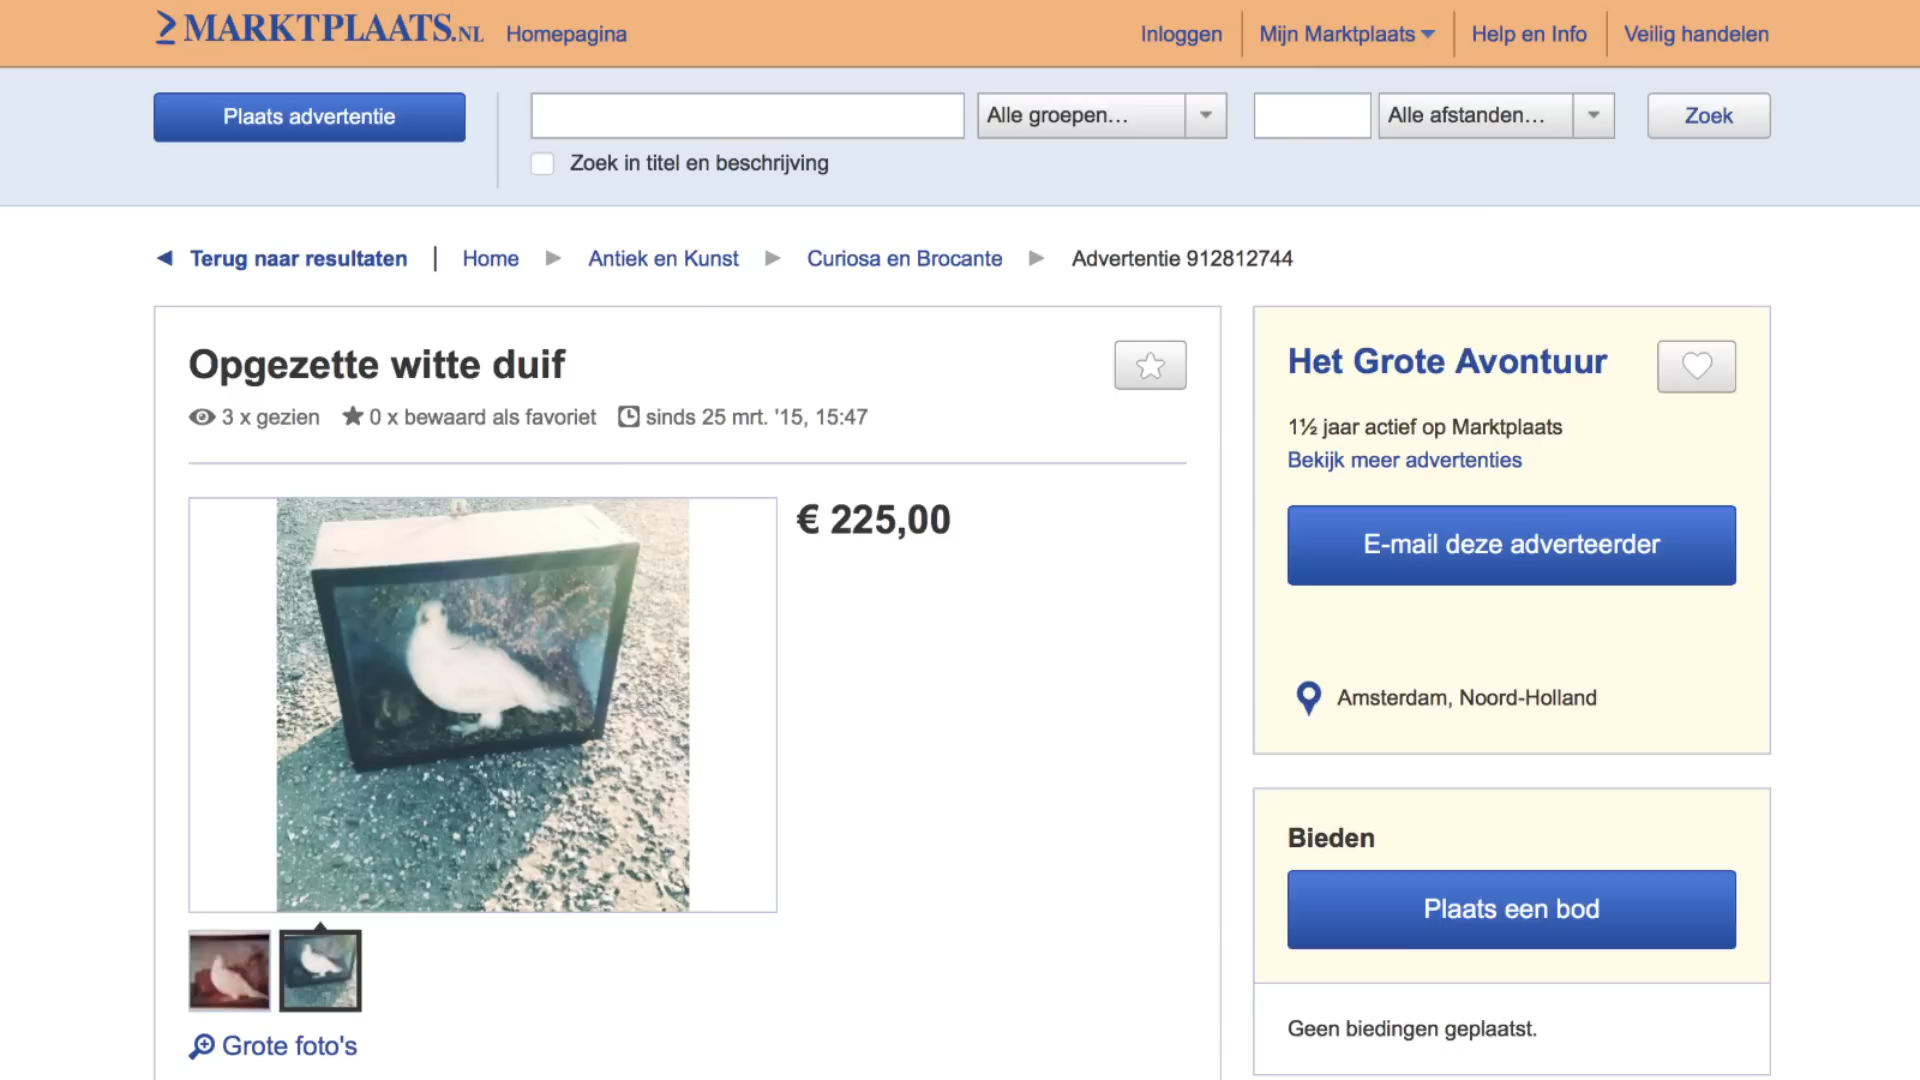 MARKTPLAATS.NL Homepagina Inloggen Mijn Marktplaats Help en Info Veilig handelen
Plaats advertentie Alle groepen... Alle afstanden... Zoek
Zoek in titel en beschrijving
Terug naar resultaten | Home Antiek en Kunst Curiosa en Brocante Advertentie 912812744
Opgezette witte duif
3 x gezien 0 x bewaard als favoriet sinds 25 mrt. '15, 15:47
€ 225,00
Grote foto's
Het Grote Avontuur
1½ jaar actief op Marktplaats
Bekijk meer advertenties
E-mail deze adverteerder
Amsterdam, Noord-Holland
Bieden
Plaats een bod
Geen biedingen geplaatst.